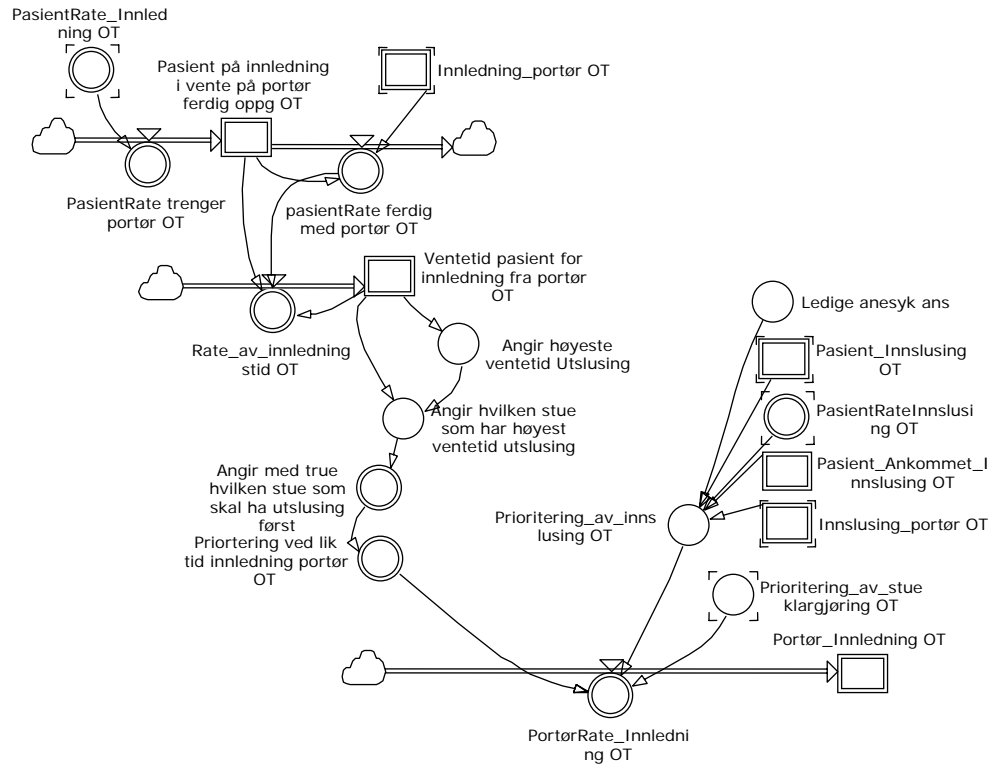 PasientRate_Innled
ning OT
Pasient på innledning
i vente på portør
ferdig oppg OT
Innledning_portør OT
PasientRate trenger
portør OT
pasientRate ferdig
med portør OT
Ventetid pasient for
innledning fra portør
OT
Rate_av_innledning
stid OT
Angir høyeste
ventetid Utslusing
Angir hvilken stue
som har høyest
ventetid utslusing
Angir med true
hvilken stue som
skal ha utslusing
først
Priortering ved lik
tid innledning portør
OT
Ledige anesyk ans
Pasient_Innslusing
OT
PasientRateInnslusi
ng OT
Pasient_Ankommet_I
nnslusing OT
Innslusing_portør OT
Prioritering_av_inns
lusing OT
Prioritering_av_stue
klargjøring OT
Portør_Innledning OT
PortørRate_Innledni
ng OT